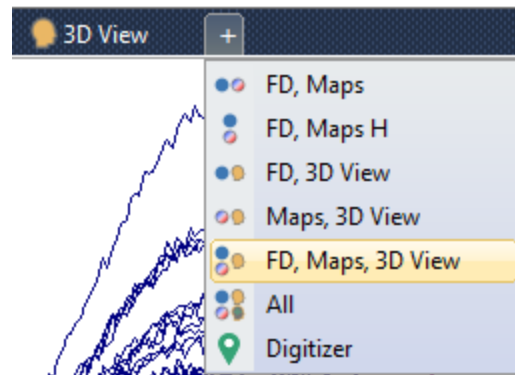 3D View +
FD, Maps
FD, Maps H
FD, 3D View
Maps, 3D View
FD, Maps, 3D View
All
Digitizer